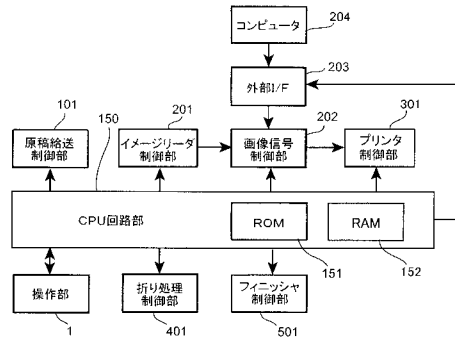 コンピュータ
204
外部I/F
203
101
150
201
202
301
原稿給送
制御部
イメージリーダ
制御部
画像信号
制御部
プリンタ
制御部
CPU回路部
ROM
RAM
151
152
操作部
折り処理
制御部
フィニッシャ
制御部
1
401
501